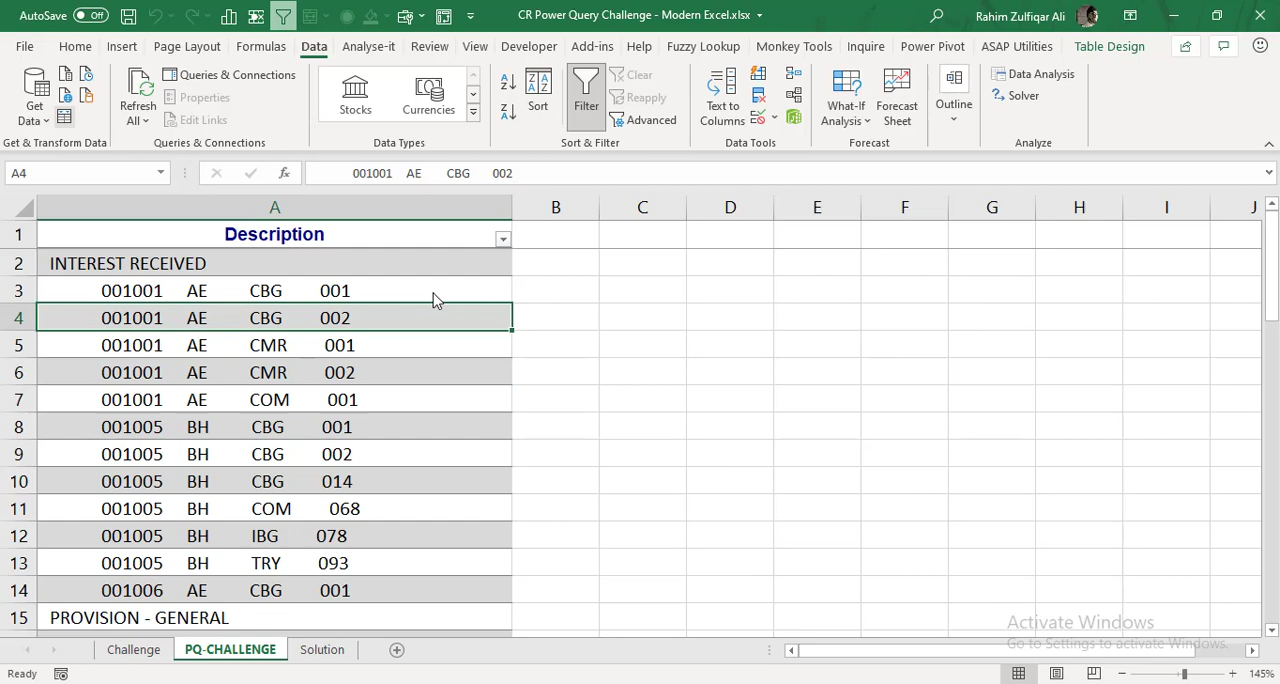 AutoSave Off CR Power Query Challenge - Modern Excel.xlsx Rahim Zulfiqar Ali
File Home Insert Page Layout Formulas Data Analyse-it Review View Developer Add-ins Help Fuzzy Lookup Monkey Tools Inquire Power Pivot ASAP Utilities Table Design
Get Data
Refresh All
Queries & Connections
Properties
Edit Links
Stocks
Currencies
Sort
Filter
Clear
Reapply
Advanced
Text to Columns
What-If Analysis
Forecast Sheet
Outline
Data Analysis
Solver
Get & Transform Data Queries & Connections Data Types Sort & Filter Data Tools Forecast Analyze
A4 fx 001001 AE CBG 002
A B C D E F G H I J
1 Description
2 INTEREST RECEIVED
3 001001 AE CBG 001
4 001001 AE CBG 002
5 001001 AE CMR 001
6 001001 AE CMR 002
7 001001 AE COM 001
8 001005 BH CBG 001
9 001005 BH CBG 002
10 001005 BH CBG 014
11 001005 BH COM 068
12 001005 BH IBG 078
13 001005 BH TRY 093
14 001006 AE CBG 001
15 PROVISION - GENERAL
Activate Windows
Go to Settings to activate Windows.
Challenge PQ-CHALLENGE Solution
Ready 145%